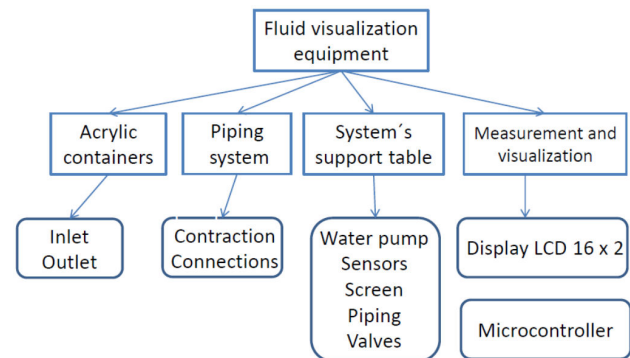 Fluid visualization
equipment
Acrylic
containers
Piping
system
System´s
support table
Measurement and
visualization
Inlet
Outlet
Contraction
Connections
Water pump
Sensors
Screen
Piping
Valves
Display LCD 16 x 2
Microcontroller